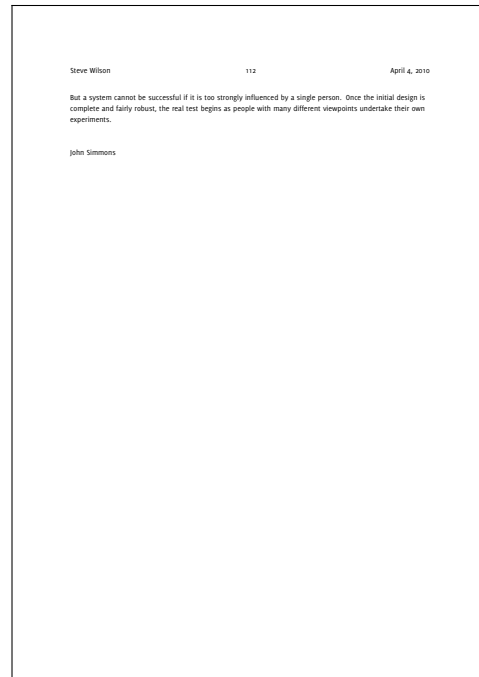 Steve Wilson 112 April 4, 2010
But a system cannot be successful if it is too strongly influenced by a single person. Once the initial design is
complete and fairly robust, the real test begins as people with many different viewpoints undertake their own
experiments.
John Simmons